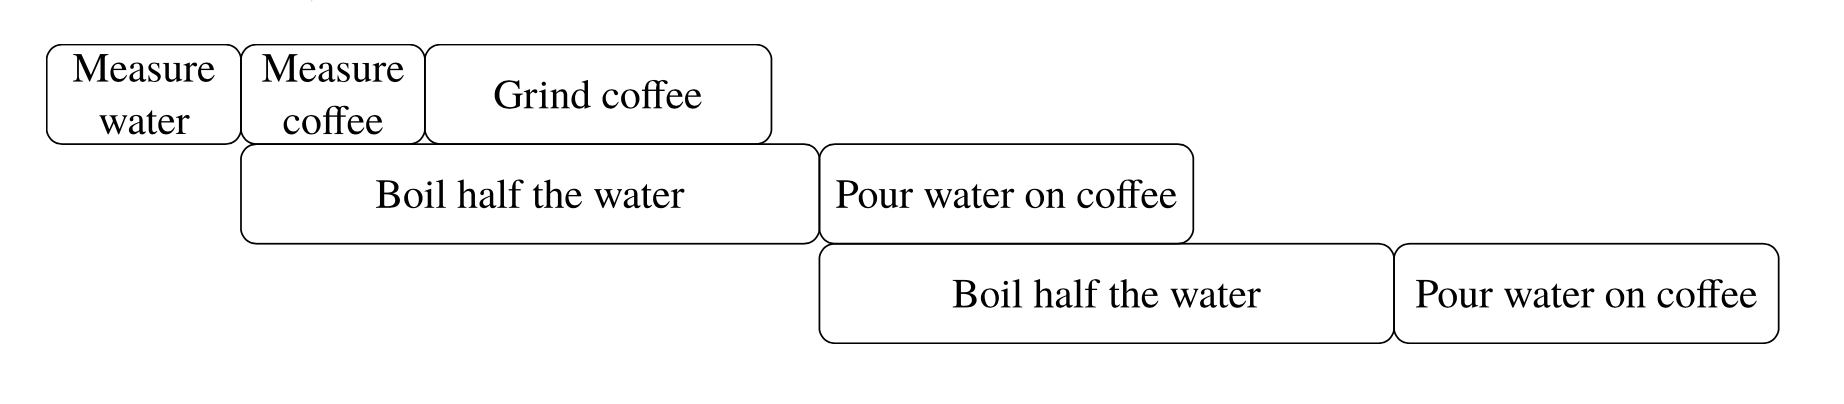 Measure
water
Measure
coffee
Grind coffee
Boil half the water
Pour water on coffee
Boil half the water
Pour water on coffee